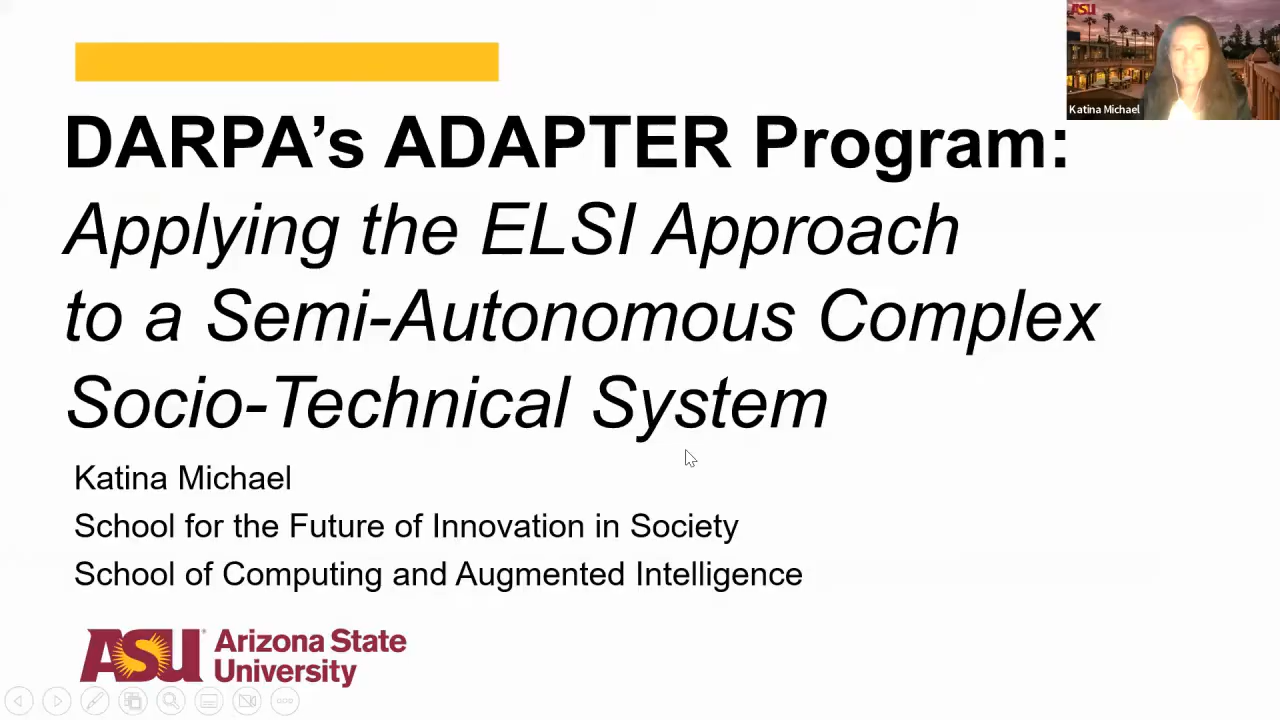 ASU
Katina Michael
DARPA’s ADAPTER Program:
Applying the ELSI Approach
to a Semi-Autonomous Complex
Socio-Technical System
Katina Michael
School for the Future of Innovation in Society
School of Computing and Augmented Intelligence
ASU® Arizona State
University